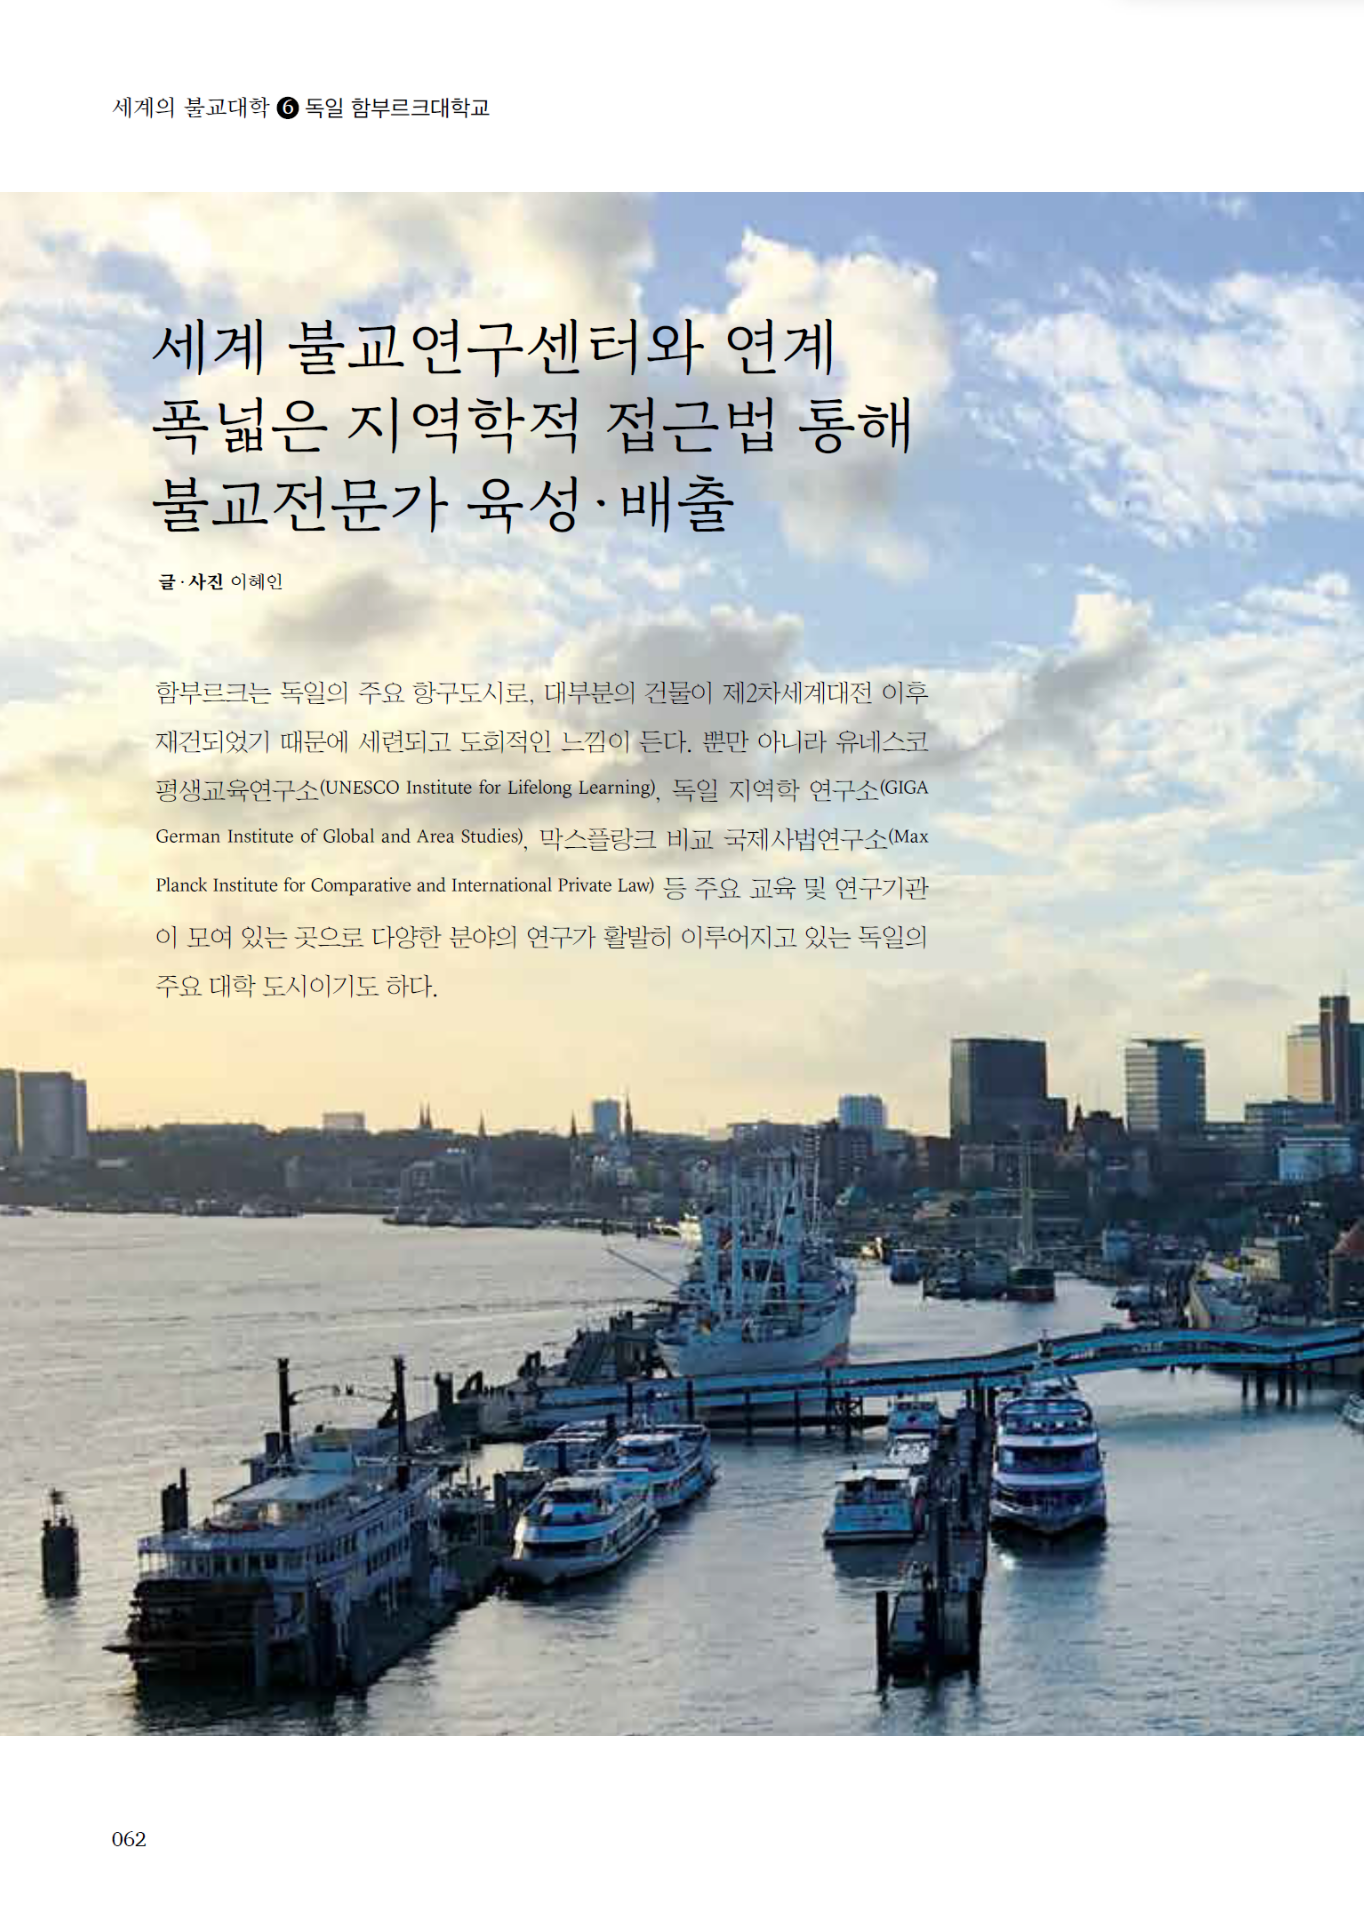 세계의 불교대학 ❻ 독일 함부르크대학교
세계 불교연구센터와 연계
폭넓은 지역학적 접근법 통해
불교전문가 육성·배출
글·사진 이혜인
함부르크는 독일의 주요 항구도시로, 대부분의 건물이 제2차세계대전 이후
재건되었기 때문에 세련되고 도회적인 느낌이 든다. 뿐만 아니라 유네스코
평생교육연구소(UNESCO Institute for Lifelong Learning), 독일 지역학 연구소(GIGA
German Institute of Global and Area Studies), 막스플랑크 비교 국제사법연구소(Max
Planck Institute for Comparative and International Private Law) 등 주요 교육 및 연구기관
이 모여 있는 곳으로 다양한 분야의 연구가 활발히 이루어지고 있는 독일의
주요 대학 도시이기도 하다.
062